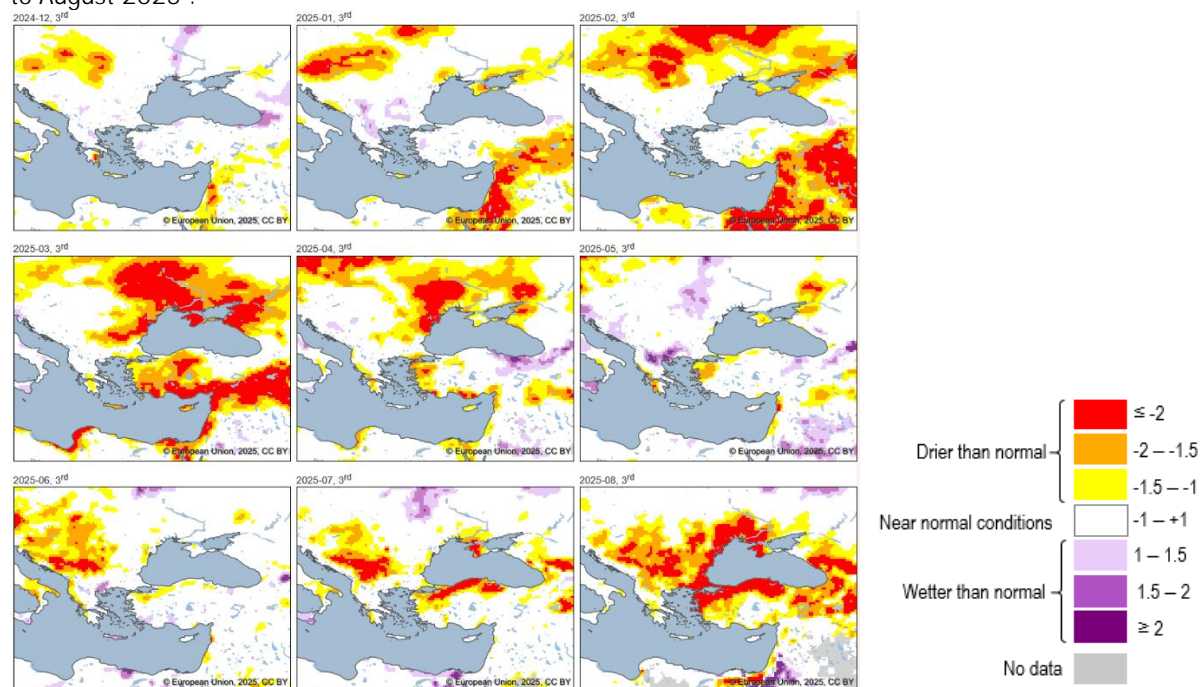 to August 2025 .
2024-12, 3rd
2025-01, 3rd
2025-02, 3rd
© European Union, 2025, CC BY
© European Union, 2025, CC BY
© European Union, 2025, CC BY
2025-03, 3rd
2025-04, 3rd
2025-05, 3rd
© European Union, 2025, CC BY
© European Union, 2025, CC BY
© European Union, 2025, CC BY
2025-06, 3rd
2025-07, 3rd
2025-08, 3rd
© European Union, 2025, CC BY
© European Union, 2025, CC BY
© European Union, 2025, CC BY
≤ -2
Drier than normal
-2 – -1.5
-1.5 – -1
Near normal conditions
-1 – +1
1 – 1.5
Wetter than normal
1.5 – 2
≥ 2
No data